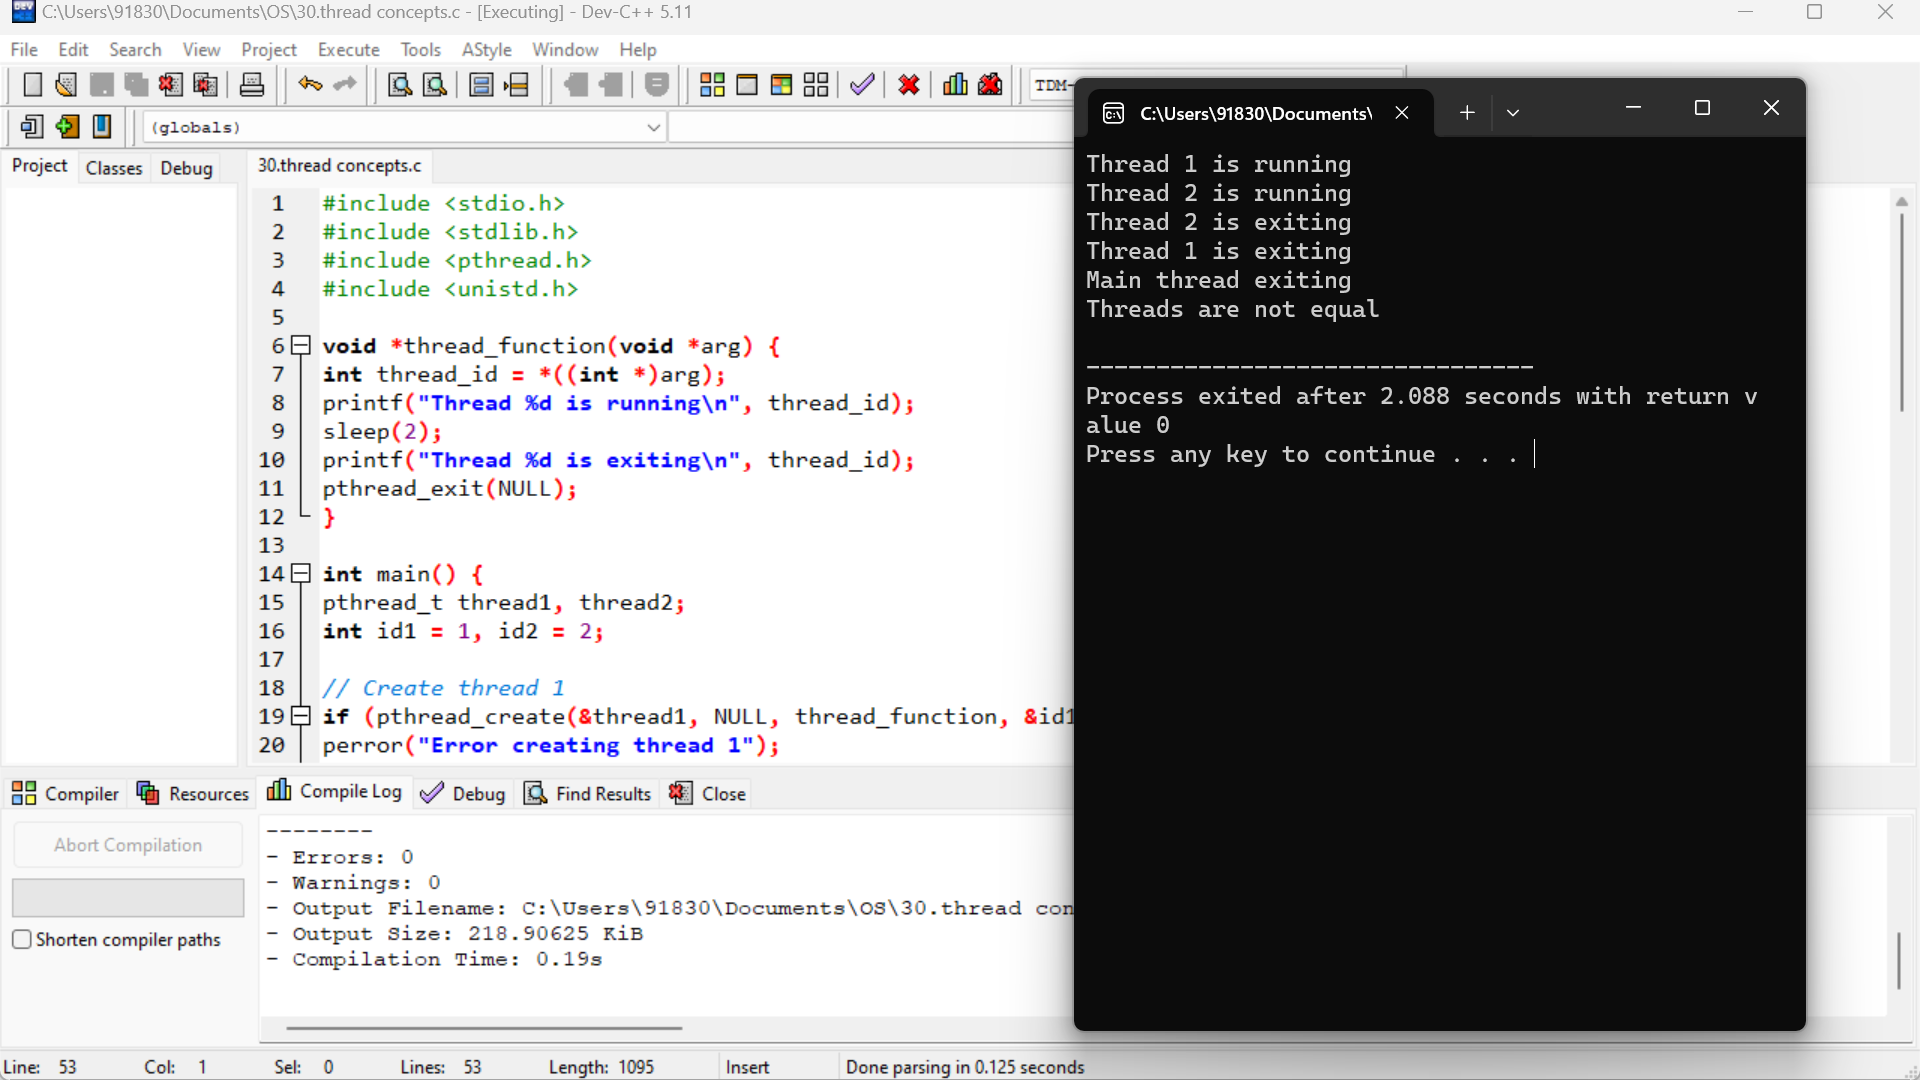 C:\Users\91830\Documents\OS\30.thread concepts.c - [Executing] - Dev-C++ 5.11
File Edit Search View Project Execute Tools AStyle Window Help
TDM-
(globals)
Project Classes Debug
30.thread concepts.c
1 #include <stdio.h>
2 #include <stdlib.h>
3 #include <pthread.h>
4 #include <unistd.h>
5
6 void *thread_function(void *arg) {
7 int thread_id = *((int *)arg);
8 printf("Thread %d is running\n", thread_id);
9 sleep(2);
10 printf("Thread %d is exiting\n", thread_id);
11 pthread_exit(NULL);
12 }
13
14 int main() {
15 pthread_t thread1, thread2;
16 int id1 = 1, id2 = 2;
17
18 // Create thread 1
19 if (pthread_create(&thread1, NULL, thread_function, &id1
20 perror("Error creating thread 1");
C:\Users\91830\Documents\
Thread 1 is running
Thread 2 is running
Thread 2 is exiting
Thread 1 is exiting
Main thread exiting
Threads are not equal
--------------------------------
Process exited after 2.088 seconds with return v
alue 0
Press any key to continue . . .
Compiler Resources Compile Log Debug Find Results Close
Abort Compilation
Shorten compiler paths
--------
- Errors: 0
- Warnings: 0
- Output Filename: C:\Users\91830\Documents\OS\30.thread con
- Output Size: 218.90625 KiB
- Compilation Time: 0.19s
Line: 53 Col: 1 Sel: 0 Lines: 53 Length: 1095 Insert Done parsing in 0.125 seconds